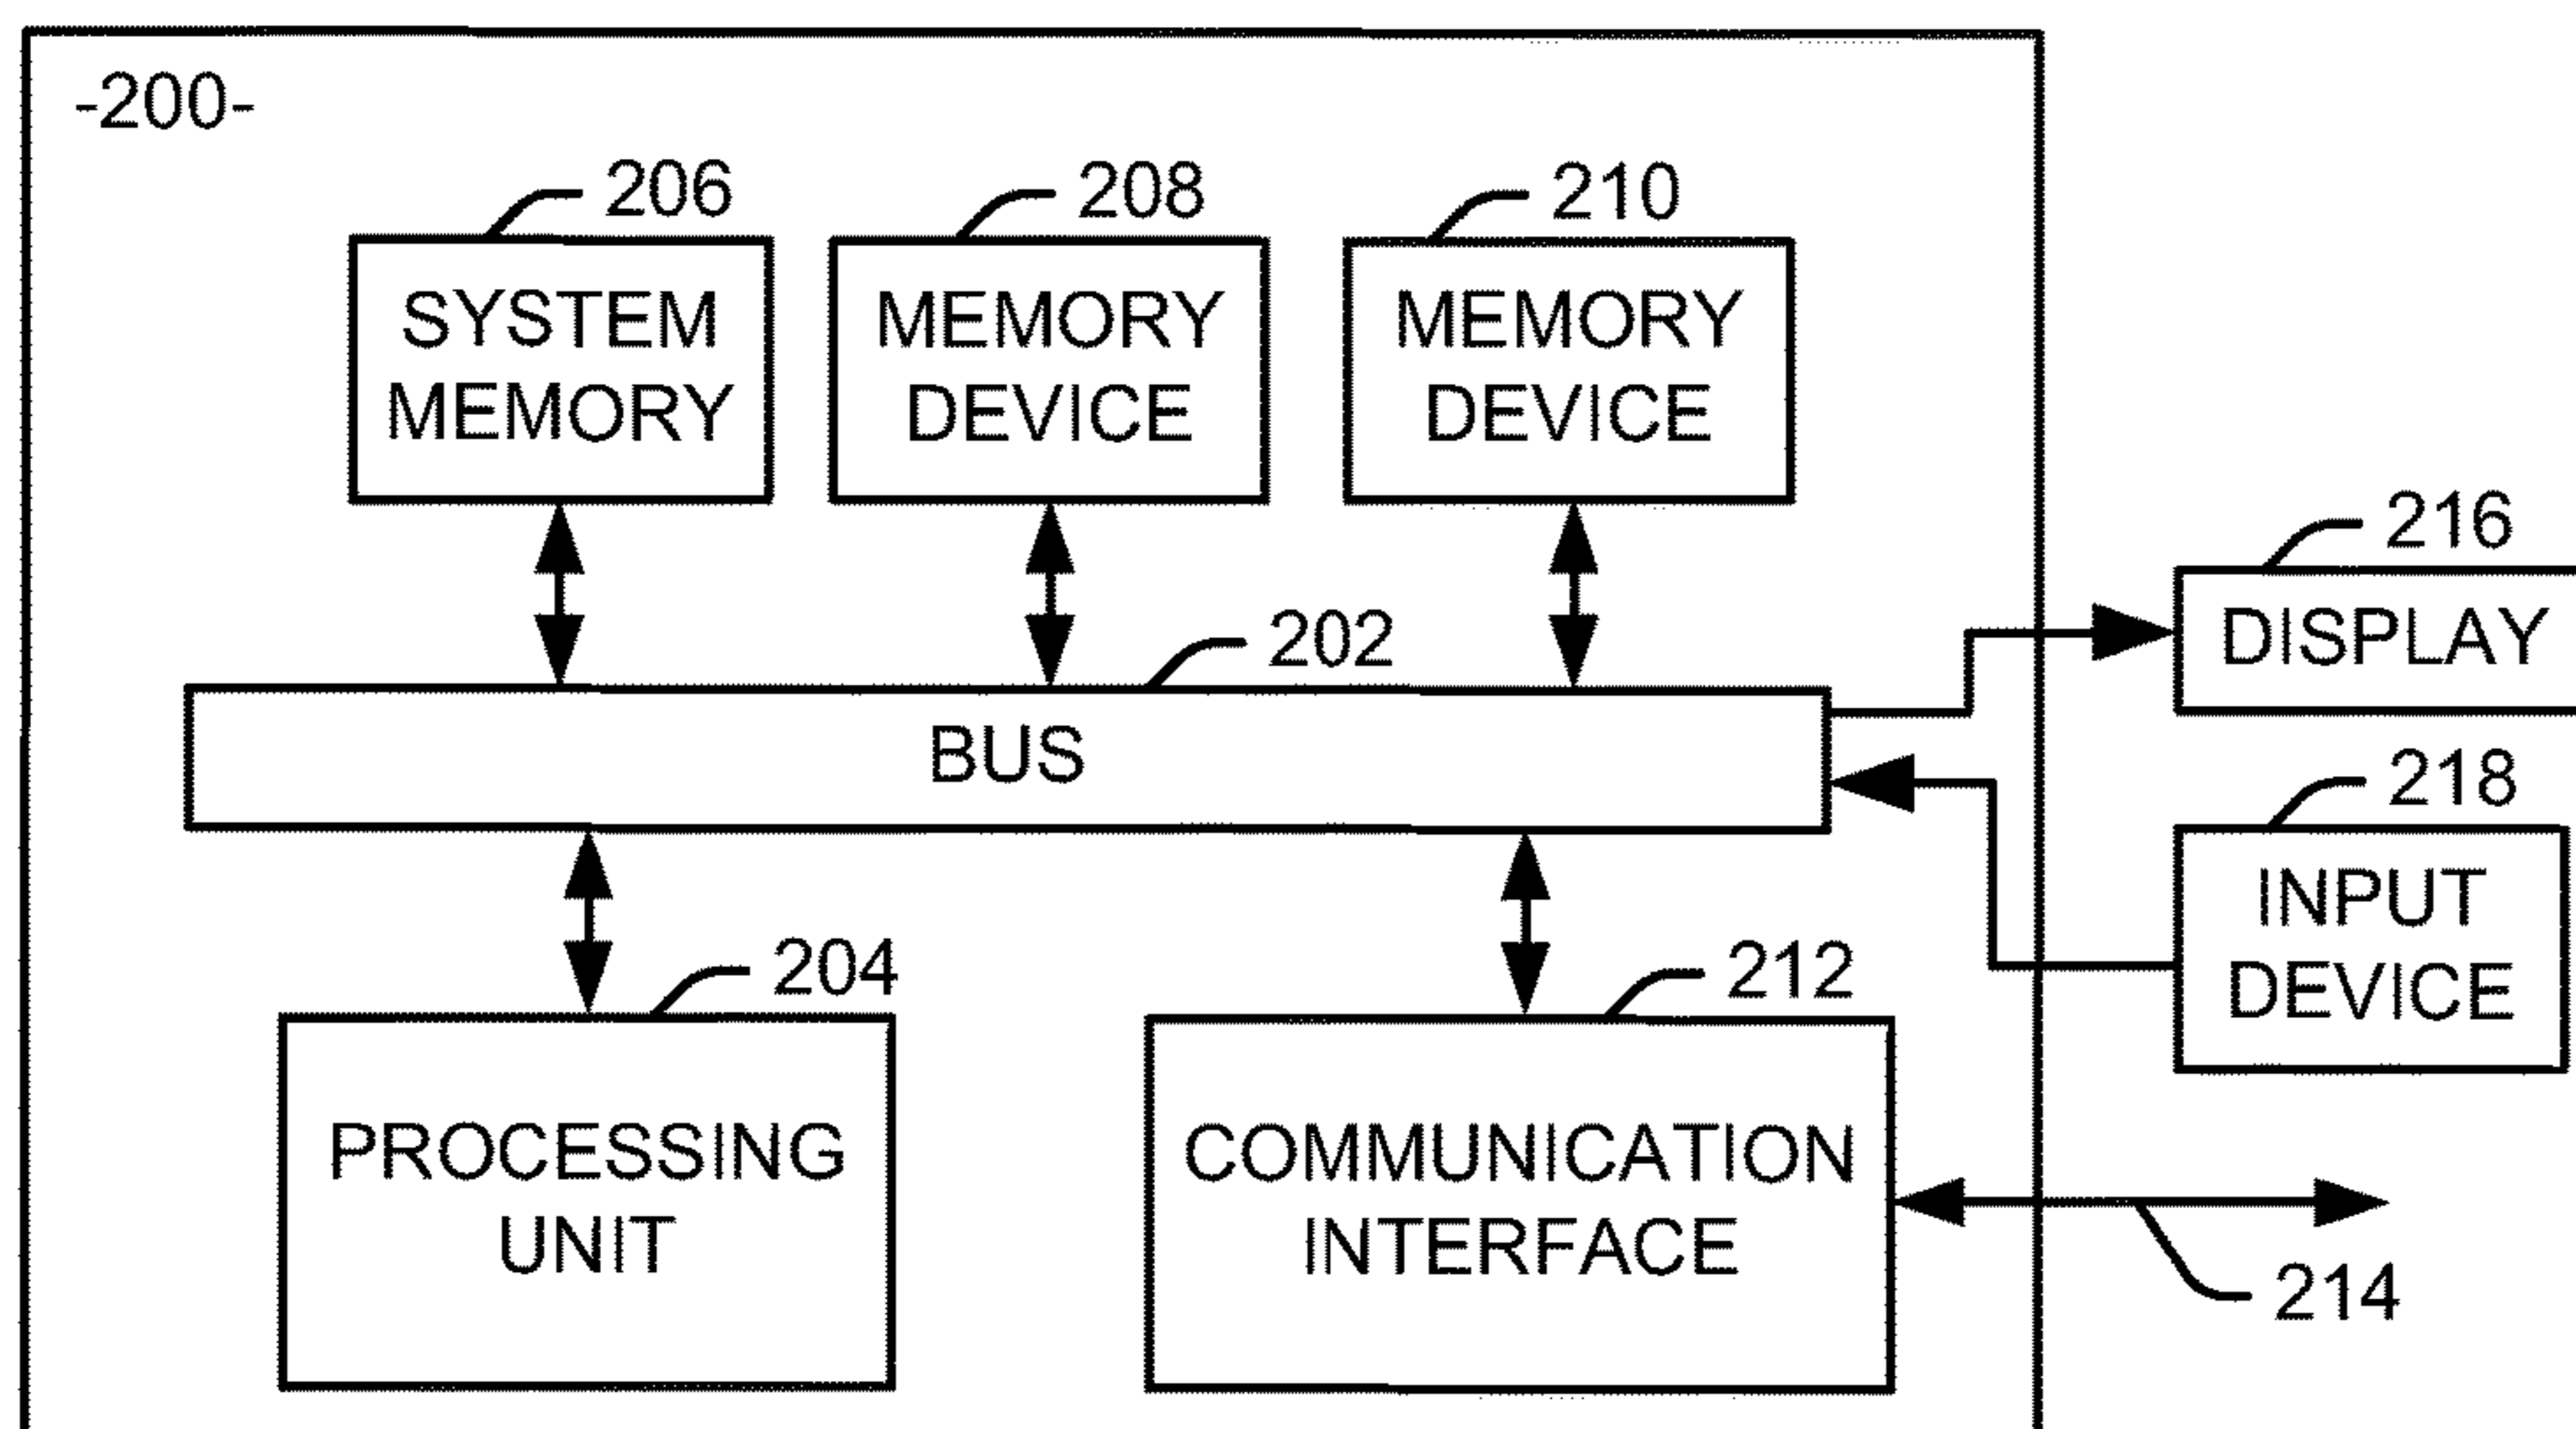 -200-
206
208
210
SYSTEM
MEMORY
MEMORY
DEVICE
MEMORY
DEVICE
216
DISPLAY
202
BUS
218
INPUT
DEVICE
204
212
PROCESSING
UNIT
COMMUNICATION
INTERFACE
214